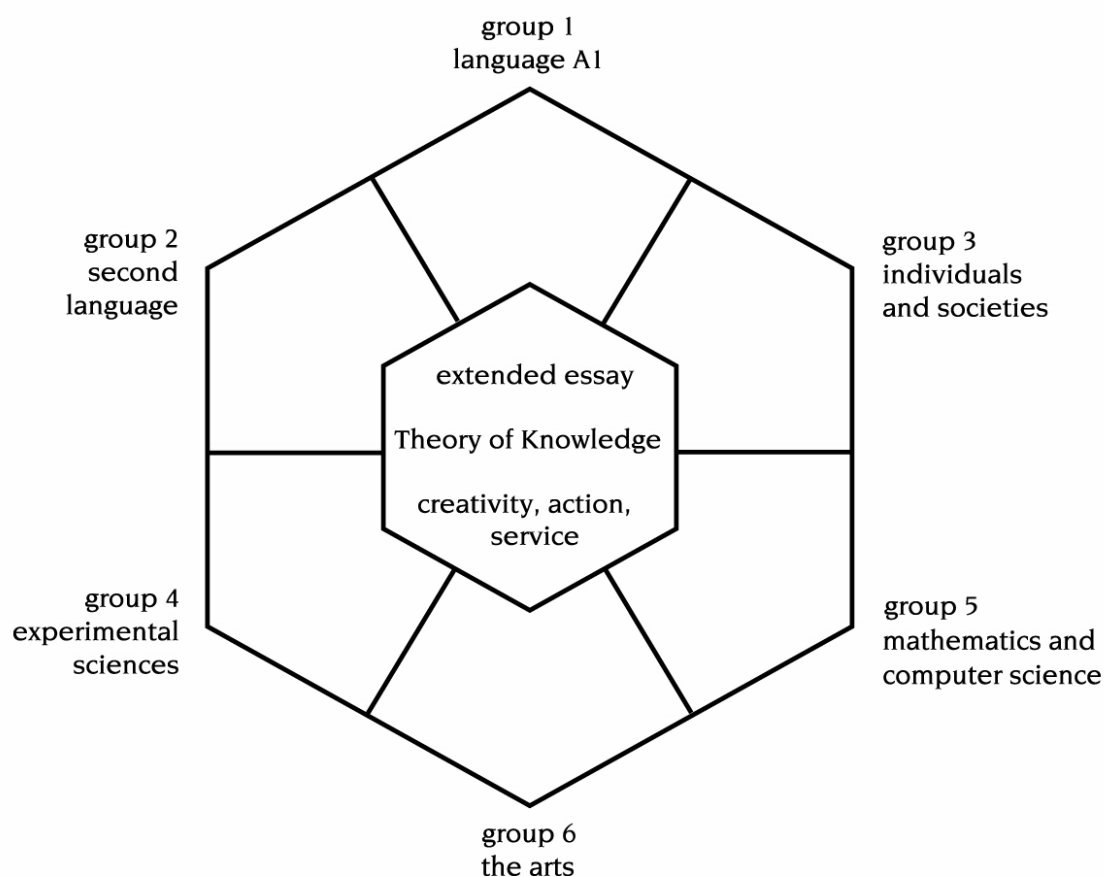 group 1
language A1
group 2
second
language
group 3
individuals
and societies
extended essay
Theory of Knowledge
creativity, action,
service
group 4
experimental
sciences
group 5
mathematics and
computer science
group 6
the arts